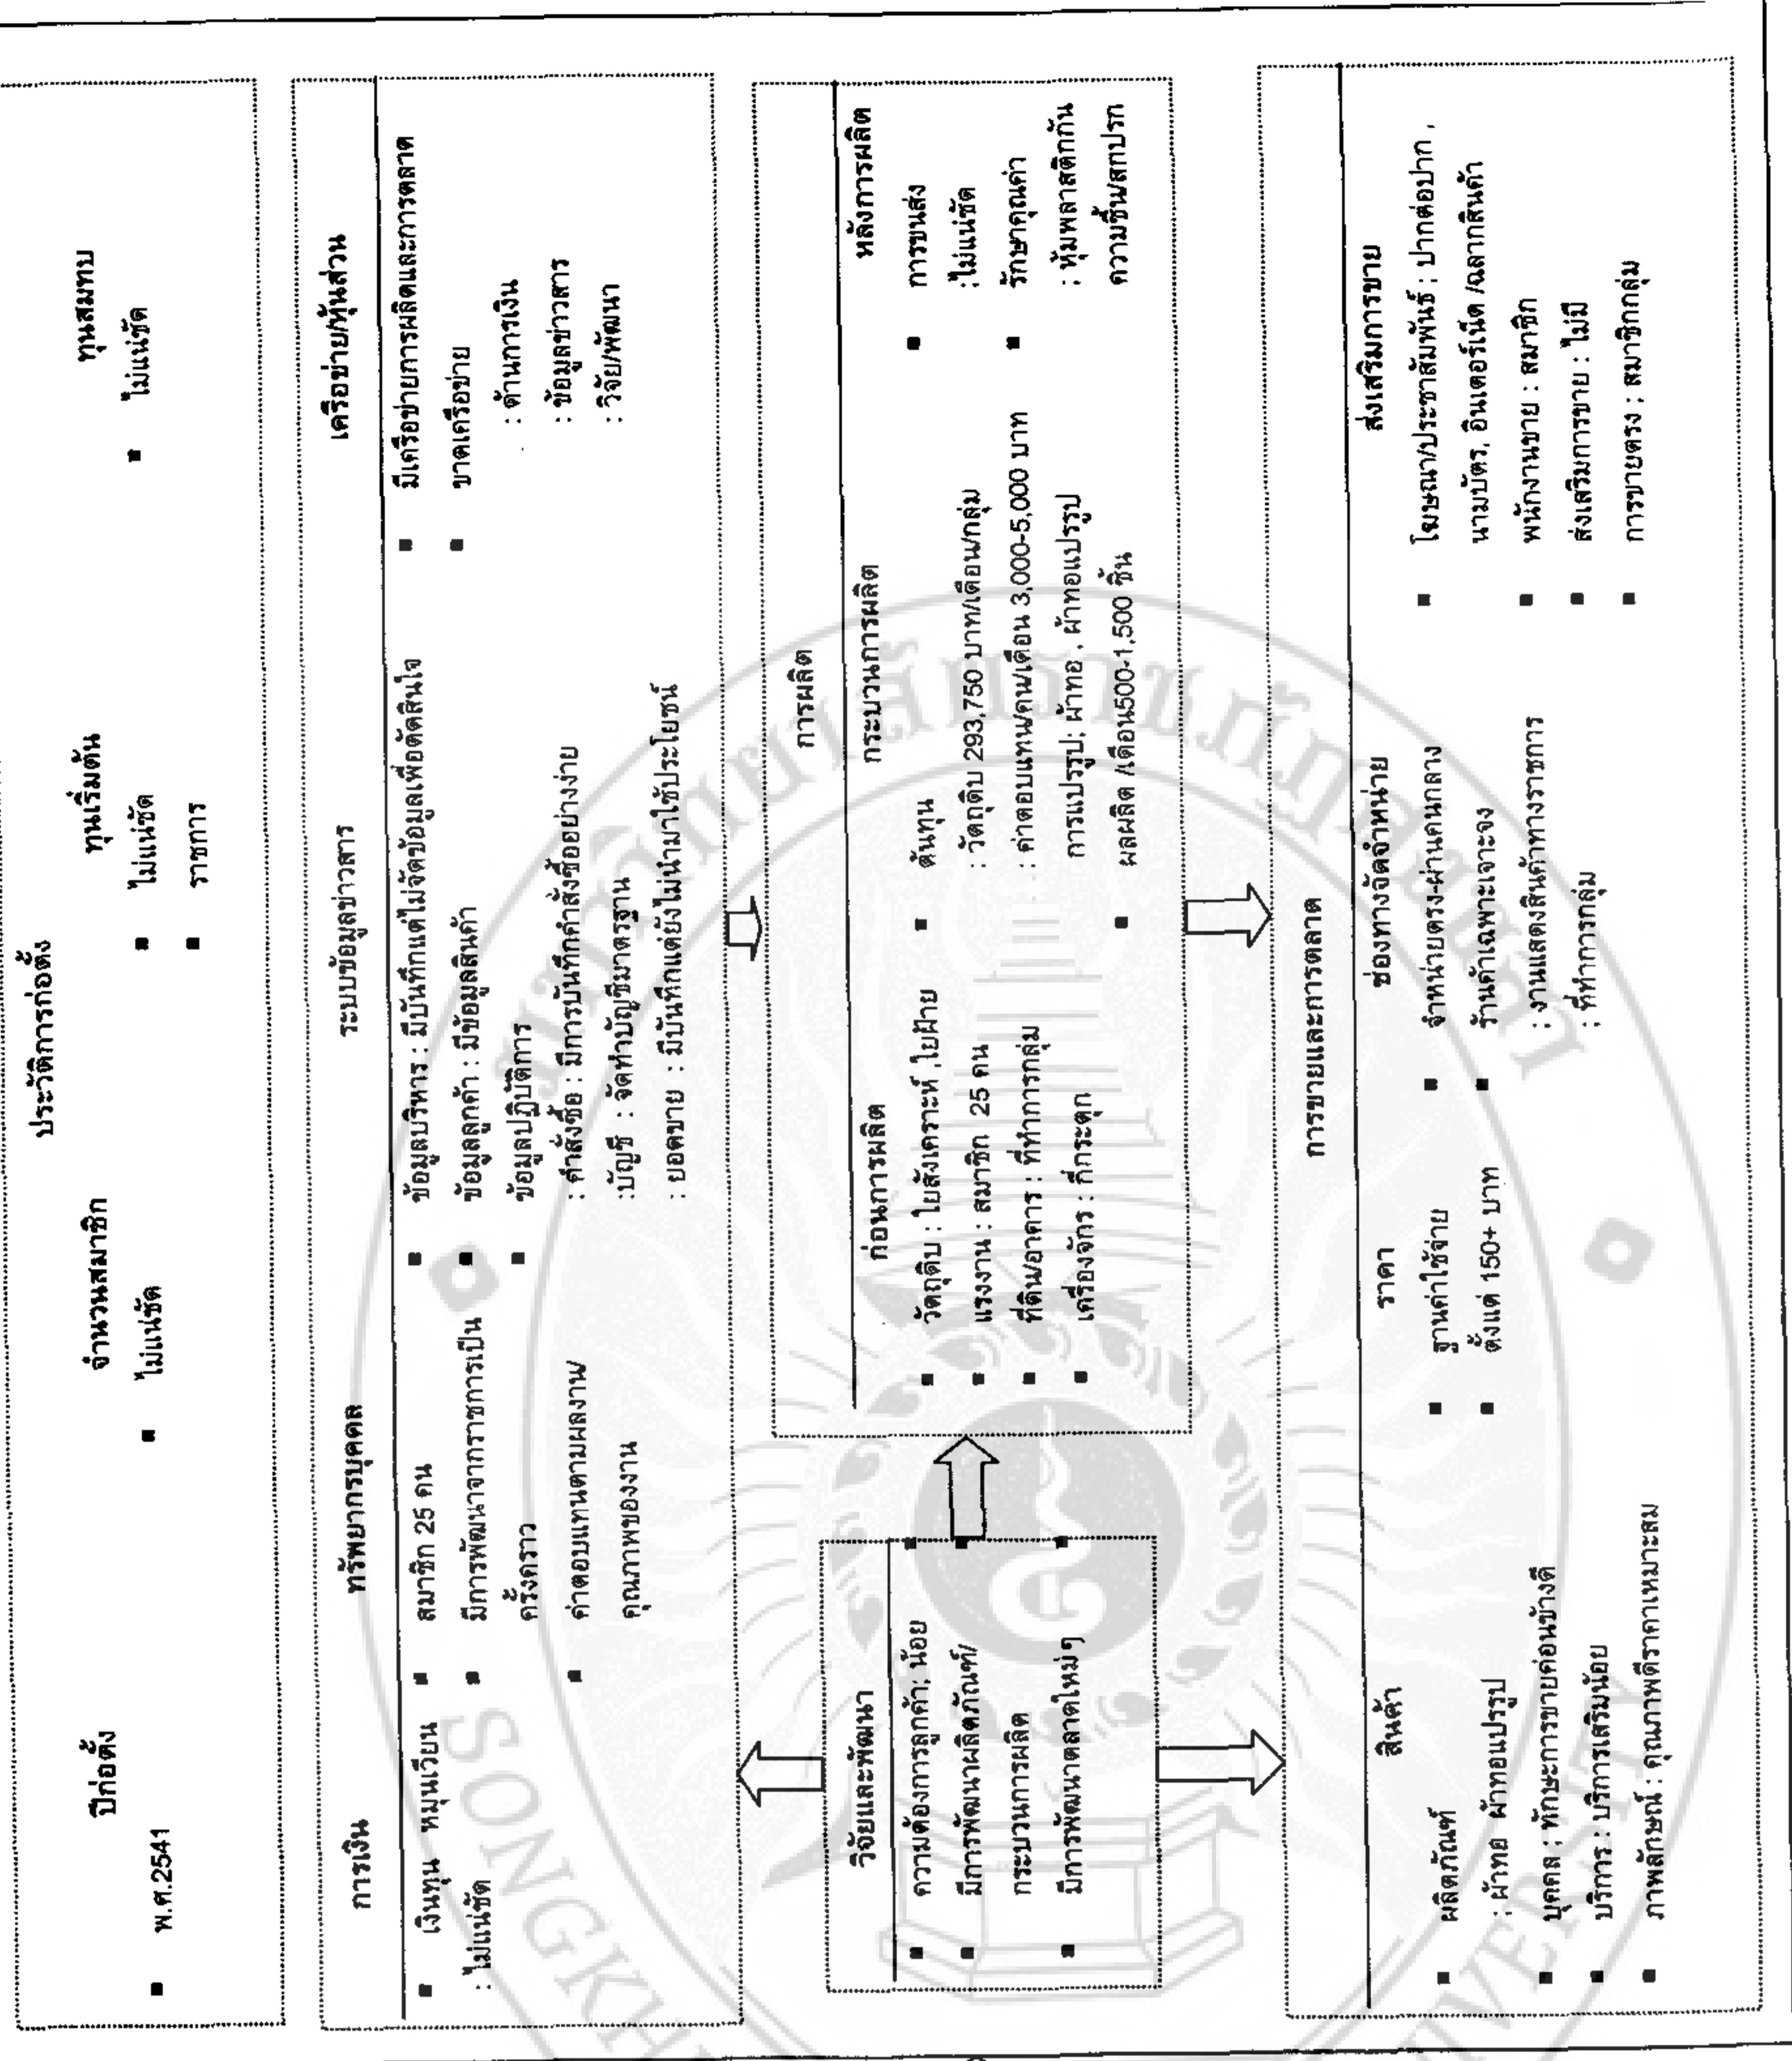 ประวัติการก่อตั้ง
ปีก่อตั้ง
■ พ.ศ.2541
จำนวนสมาชิก
■ ไม่แน่ชัด
ทุนเริ่มต้น
■ ไม่แน่ชัด
■ ราชการ
ทุนสมทบ
■ ไม่แน่ชัด
การเงิน
■ เงินทุน หมุนเวียน
: ไม่แน่ชัด
ทรัพยากรบุคคล
■ สมาชิก 25 คน
■ มีการพัฒนาจากราชการเป็น
ครั้งคราว
■ ค่าตอบแทนตามผลงาน/
คุณภาพของงาน
ระบบข้อมูลข่าวสาร
■ ข้อมูลบริหาร : มีบันทึกแต่ไม่จัดข้อมูลเพื่อตัดสินใจ
■ ข้อมูลลูกค้า : มีข้อมูลสินค้า
■ ข้อมูลปฏิบัติการ
: คำสั่งซื้อ : มีการบันทึกคำสั่งซื้ออย่างง่าย
:บัญชี : จัดทำบัญชีมาตรฐาน
: ยอดขาย : มีบันทึกแต่ยังไม่นำมาใช้ประโยชน์
เครือข่าย/หุ้นส่วน
■ มีเครือข่ายการผลิตและการตลาด
■ ขาดเครือข่าย
: ด้านการเงิน
: ข้อมูลข่าวสาร
: วิจัย/พัฒนา
วิจัยและพัฒนา
■ ความต้องการลูกค้า: น้อย
■ มีการพัฒนาผลิตภัณฑ์/
กระบวนการผลิต
■ มีการพัฒนาตลาดใหม่ๆ
การผลิต
ก่อนการผลิต
■ วัตถุดิบ : ใยสังเคราะห์ ,ใยฝ้าย
■ แรงงาน : สมาชิก 25 คน
■ ที่ดิน/อาคาร : ที่ทำการกลุ่ม
■ เครื่องจักร : กี่กระตุก
กระบวนการผลิต
■ ต้นทุน
: วัตถุดิบ 293,750 บาท/เดือน/กลุ่ม
: ค่าตอบแทน/คน/เดือน 3,000-5,000 บาท
การแปรรูป; ผ้าทอ , ผ้าทอแปรรูป
■ ผลผลิต /เดือน500-1,500 ชิ้น
หลังการผลิต
■ การขนส่ง
:ไม่แน่ชัด
■ รักษาคุณค่า
: หุ้มพลาสติกกัน
ความชื้น/สกปรก
การขายและการตลาด
สินค้า
■ ผลิตภัณฑ์
: ผ้าทอ ผ้าทอแปรรูป
■ บุคคล ; ทักษะการขายค่อนข้างดี
■ บริการ : บริการเสริมน้อย
■ ภาพลักษณ์ : คุณภาพดีราคาเหมาะสม
ราคา
■ ฐานค่าใช้จ่าย
■ ตั้งแต่ 150+ บาท
ช่องทางจัดจำหน่าย
■ จำหน่ายตรง-ผ่านคนกลาง
■ ร้านค้าเฉพาะเจาะจง
: งานแสดงสินค้าทางราชการ
: ที่ทำการกลุ่ม
ส่งเสริมการขาย
■ โฆษณา/ประชาสัมพันธ์ ; ปากต่อปาก ,
นามบัตร, อินเตอร์เน็ต /ฉลากสินค้า
■ พนักงานขาย : สมาชิก
■ ส่งเสริมการขาย : ไม่มี
■ การขายตรง ; สมาชิกกลุ่ม